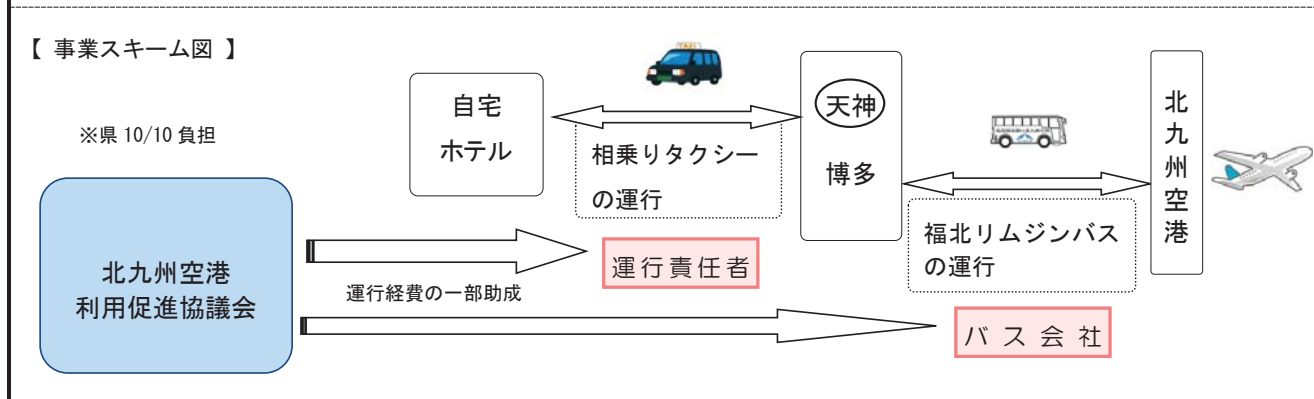 【 事業スキーム図 】
※県 10/10 負担
自宅
ホテル
TAXI
相乗りタクシー
の運行
天神
博多
福北リムジンバス
の運行
北九州空港
北九州空港
利用促進協議会
運行経費の一部助成
運行責任者
バス会社